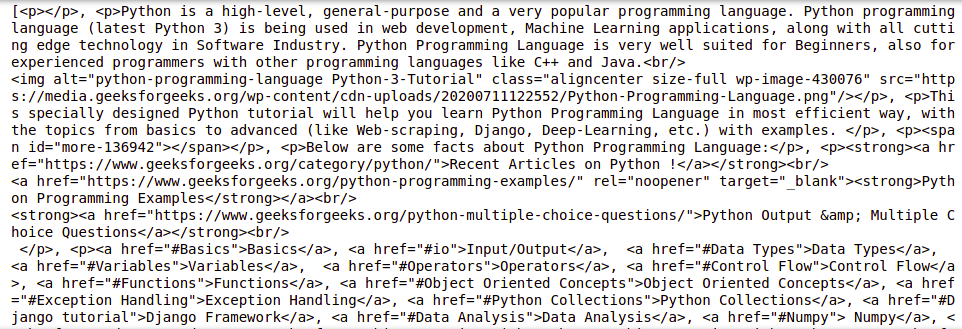 [<p></p>, <p>Python is a high-level, general-purpose and a very popular programming language. Python programming
language (latest Python 3) is being used in web development, Machine Learning applications, along with all cutti
ng edge technology in Software Industry. Python Programming Language is very well suited for Beginners, also for
experienced programmers with other programming languages like C++ and Java.<br/>
<img alt="python-programming-language Python-3-Tutorial" class="aligncenter size-full wp-image-430076" src="http
s://media.geeksforgeeks.org/wp-content/cdn-uploads/20200711122552/Python-Programming-Language.png"/></p>, <p>Thi
s specially designed Python tutorial will help you learn Python Programming Language in most efficient way, with
the topics from basics to advanced (like Web-scraping, Django, Deep-Learning, etc.) with examples. </p>, <p><spa
n id="more-136942"></span></p>, <p>Below are some facts about Python Programming Language:</p>, <p><strong><a hr
ef="https://www.geeksforgeeks.org/category/python/">Recent Articles on Python !</a></strong><br/>
<a href="https://www.geeksforgeeks.org/python-programming-examples/" rel="noopener" target="_blank"><strong>Pyth
on Programming Examples</strong></a><br/>
<strong><a href="https://www.geeksforgeeks.org/python-multiple-choice-questions/">Python Output &amp; Multiple C
hoice Questions</a></strong><br/>
</p>, <p><a href="#Basics">Basics</a>, <a href="#io">Input/Output</a>,  <a href="#Data Types">Data Types</a>,
<a href="#Variables">Variables</a>,  <a href="#Operators">Operators</a>, <a href="#Control Flow">Control Flow</a
>, <a href="#Functions">Functions</a>, <a href="#Object Oriented Concepts">Object Oriented Concepts</a>, <a href
="#Exception Handling">Exception Handling</a>, <a href="#Python Collections">Python Collections</a>, <a href="#D
jango tutorial">Django Framework</a>, <a href="#Data Analysis">Data Analysis</a>, <a href="#Numpy"> Numpy</a>, <